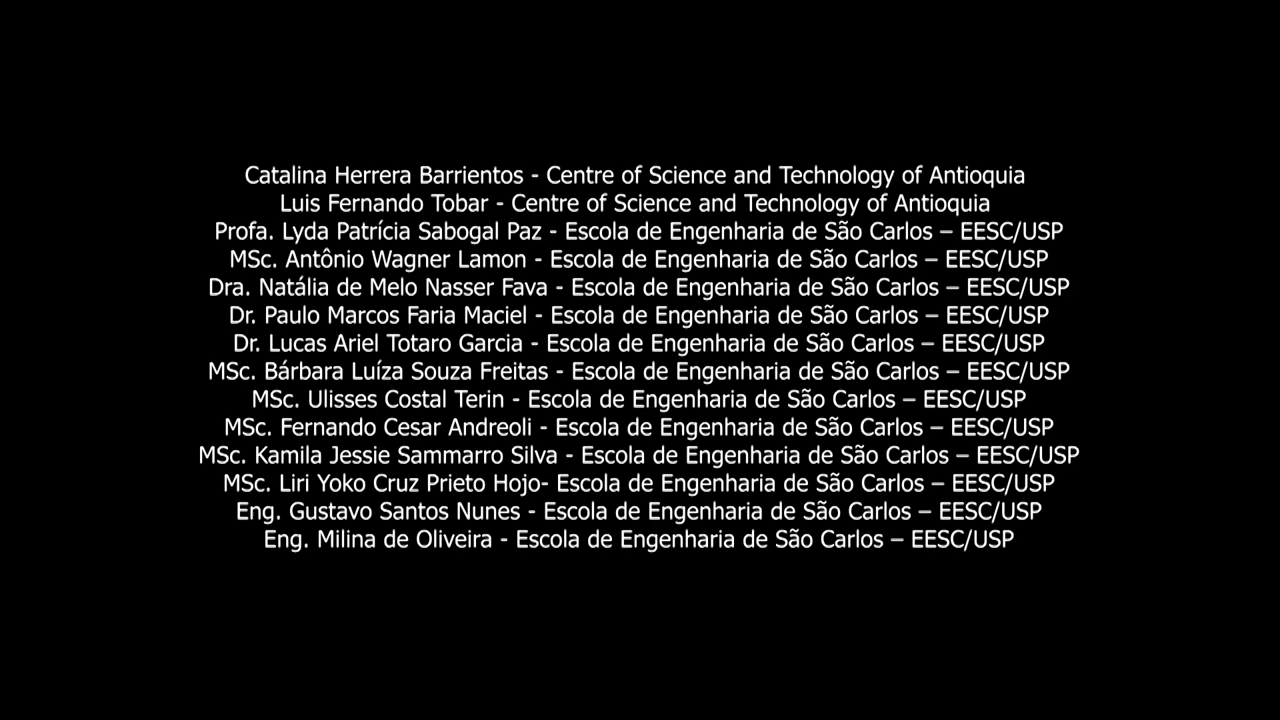 Catalina Herrera Barrientos - Centre of Science and Technology of Antioquia
Luis Fernando Tobar - Centre of Science and Technology of Antioquia
Profa. Lyda Patrícia Sabogal Paz - Escola de Engenharia de São Carlos – EESC/USP
MSc. Antônio Wagner Lamon - Escola de Engenharia de São Carlos – EESC/USP
Dra. Natália de Melo Nasser Fava - Escola de Engenharia de São Carlos – EESC/USP
Dr. Paulo Marcos Faria Maciel - Escola de Engenharia de São Carlos – EESC/USP
Dr. Lucas Ariel Totaro Garcia - Escola de Engenharia de São Carlos – EESC/USP
MSc. Bárbara Luíza Souza Freitas - Escola de Engenharia de São Carlos – EESC/USP
MSc. Ulisses Costal Terin - Escola de Engenharia de São Carlos – EESC/USP
MSc. Fernando Cesar Andreoli - Escola de Engenharia de São Carlos – EESC/USP
MSc. Kamila Jessie Sammarro Silva - Escola de Engenharia de São Carlos – EESC/USP
MSc. Liri Yoko Cruz Prieto Hojo- Escola de Engenharia de São Carlos – EESC/USP
Eng. Gustavo Santos Nunes - Escola de Engenharia de São Carlos – EESC/USP
Eng. Milina de Oliveira - Escola de Engenharia de São Carlos – EESC/USP